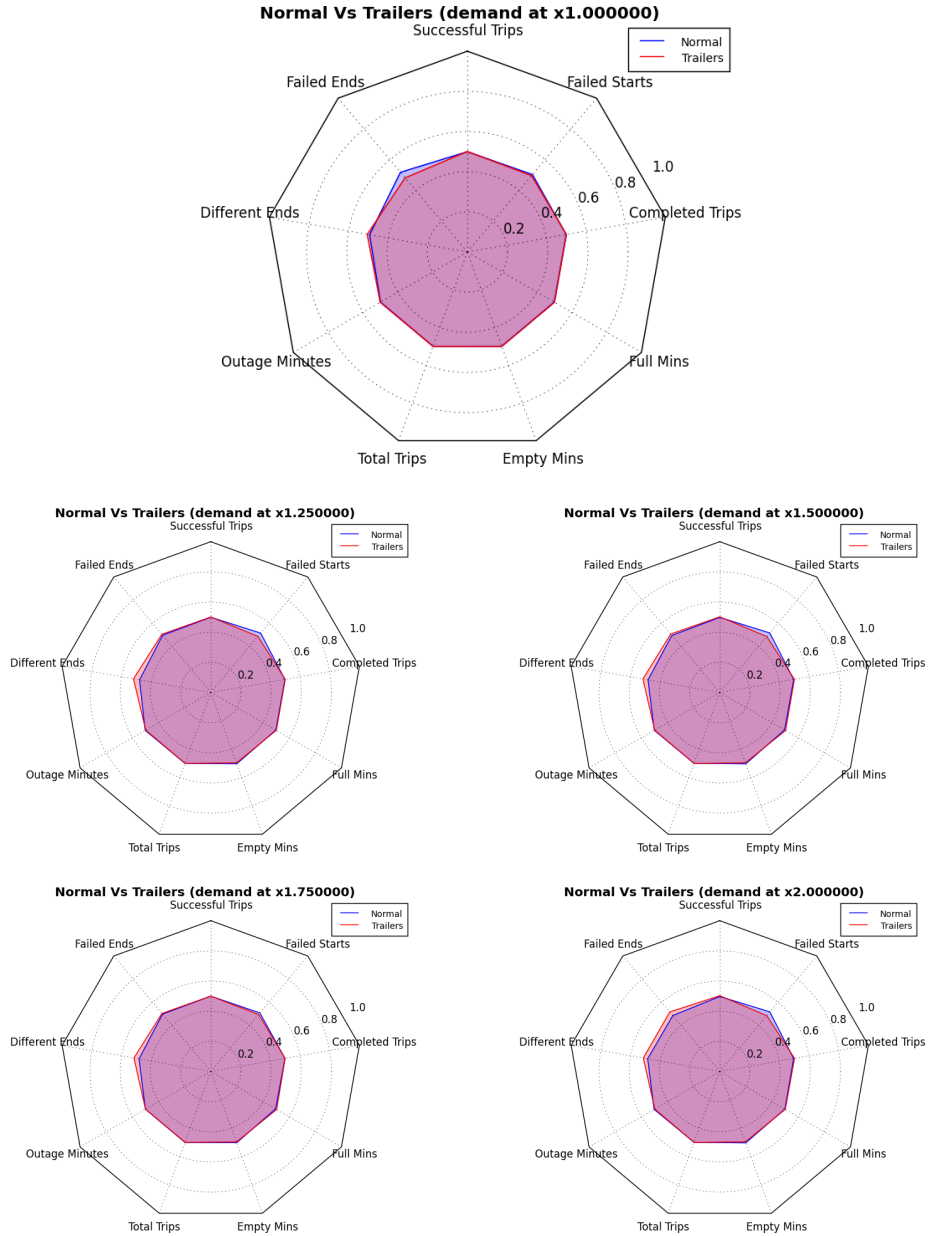 Normal Vs Trailers (demand at x1.000000)
Successful Trips
Normal
Trailers
Failed Ends
Failed Starts
1.0
0.8
0.6
0.4
0.2
Different Ends
Completed Trips
Outage Minutes
Full Mins
Total Trips
Empty Mins
Normal Vs Trailers (demand at x1.250000)
Successful Trips
Normal
Trailers
Failed Ends
Failed Starts
1.0
0.8
0.6
0.4
0.2
Different Ends
Completed Trips
Outage Minutes
Full Mins
Total Trips
Empty Mins
Normal Vs Trailers (demand at x1.500000)
Successful Trips
Normal
Trailers
Failed Ends
Failed Starts
1.0
0.8
0.6
0.4
0.2
Different Ends
Completed Trips
Outage Minutes
Full Mins
Total Trips
Empty Mins
Normal Vs Trailers (demand at x1.750000)
Successful Trips
Normal
Trailers
Failed Ends
Failed Starts
1.0
0.8
0.6
0.4
0.2
Different Ends
Completed Trips
Outage Minutes
Full Mins
Total Trips
Empty Mins
Normal Vs Trailers (demand at x2.000000)
Successful Trips
Normal
Trailers
Failed Ends
Failed Starts
1.0
0.8
0.6
0.4
0.2
Different Ends
Completed Trips
Outage Minutes
Full Mins
Total Trips
Empty Mins